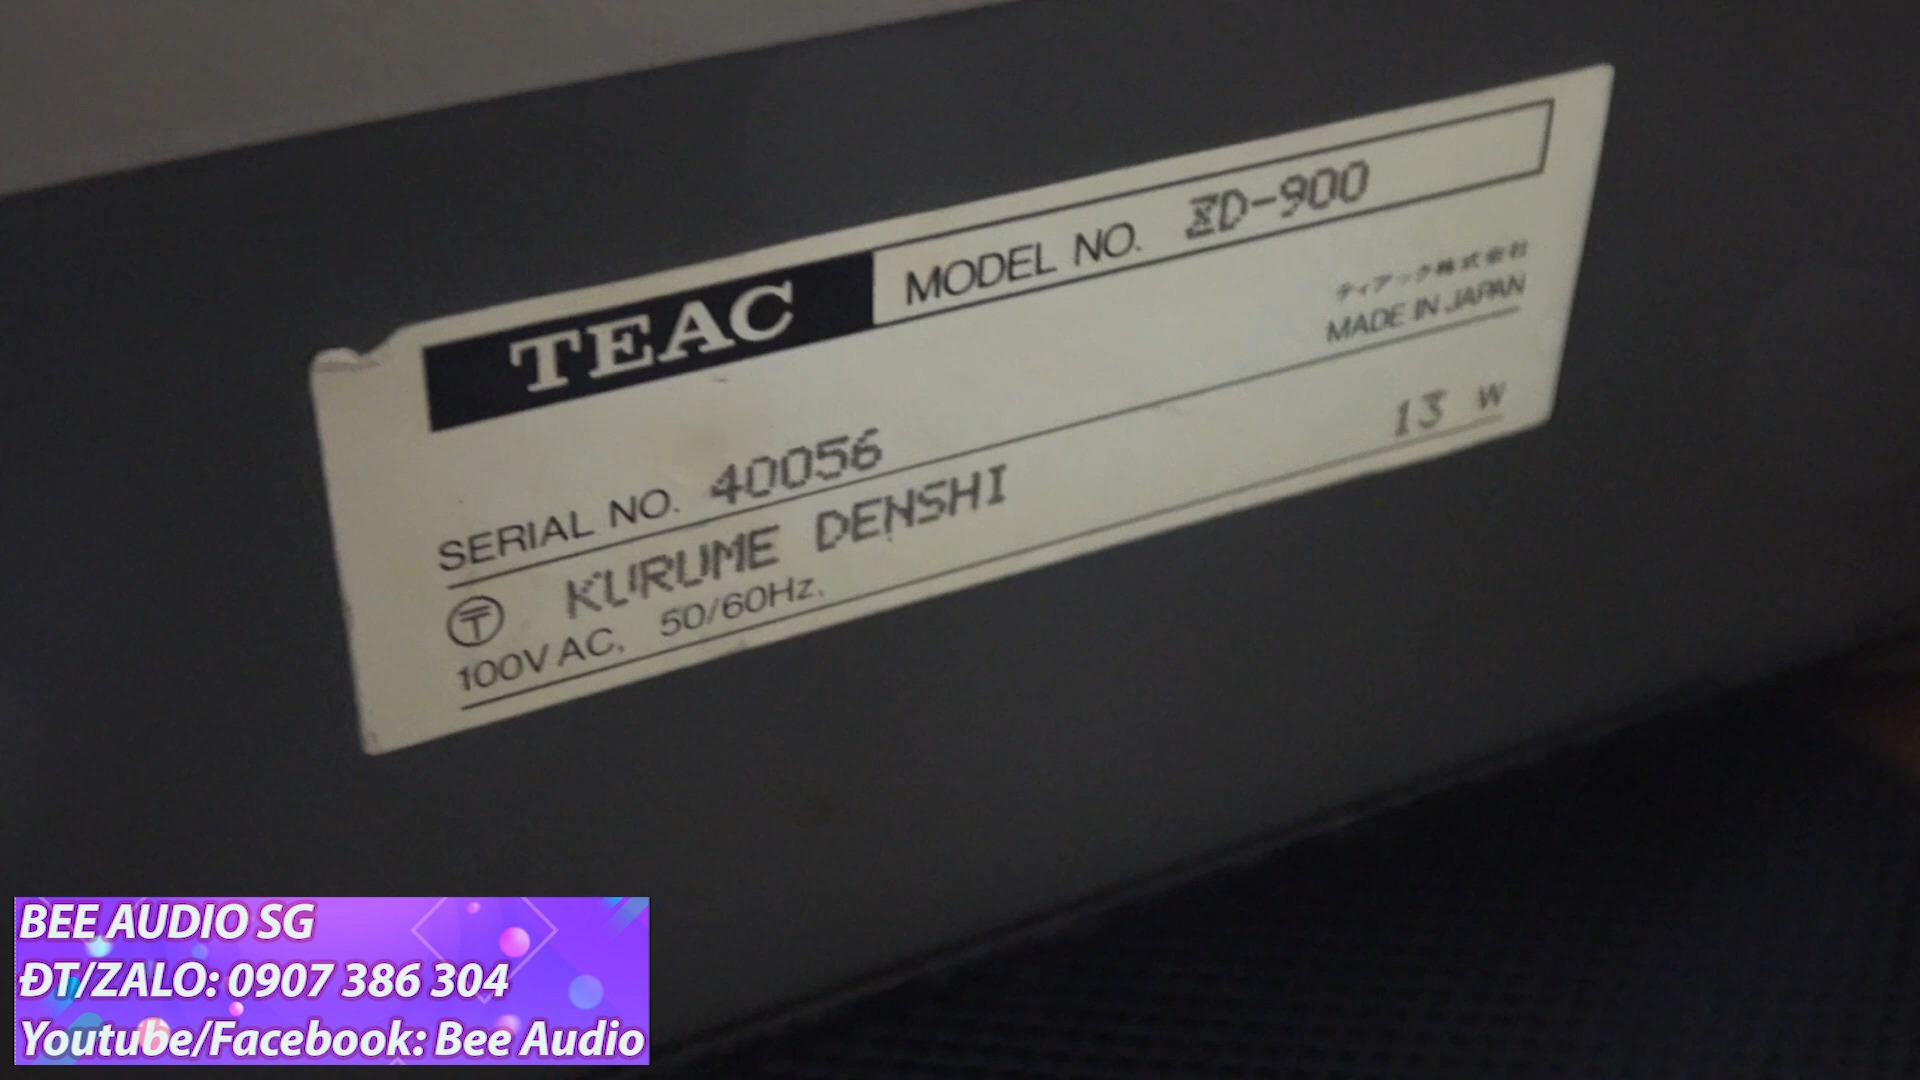 TEAC MODEL NO. ZD-900
ティアック株式会社
MADE IN JAPAN
SERIAL NO. 40056
〒 KURUME DENSHI
100V AC, 50/60Hz, 13 W
BEE AUDIO SG
ĐT/ZALO: 0907 386 304
Youtube/Facebook: Bee Audio